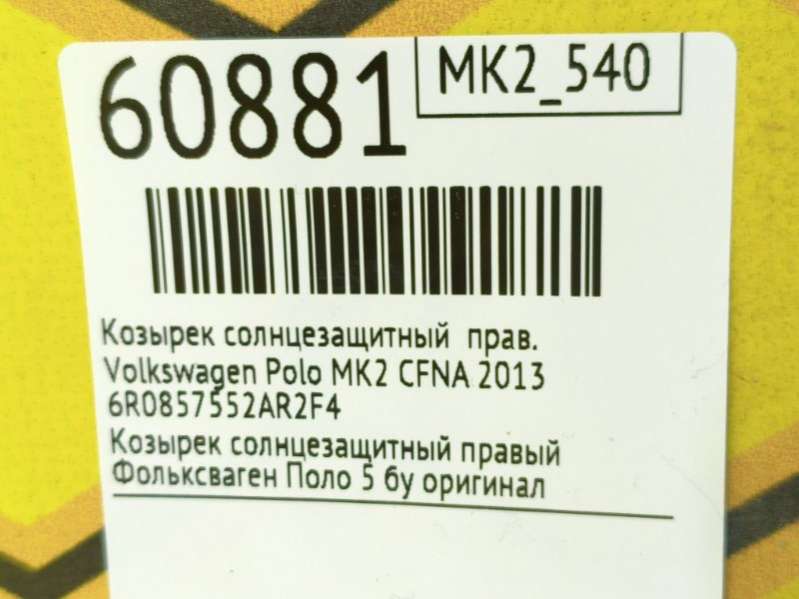 60881
MK2_540
Козырек солнцезащитный прав.
Volkswagen Polo MK2 CFNA 2013
6R0857552AR2F4
Козырек солнцезащитный правый
Фольксваген Поло 5 бу оригинал